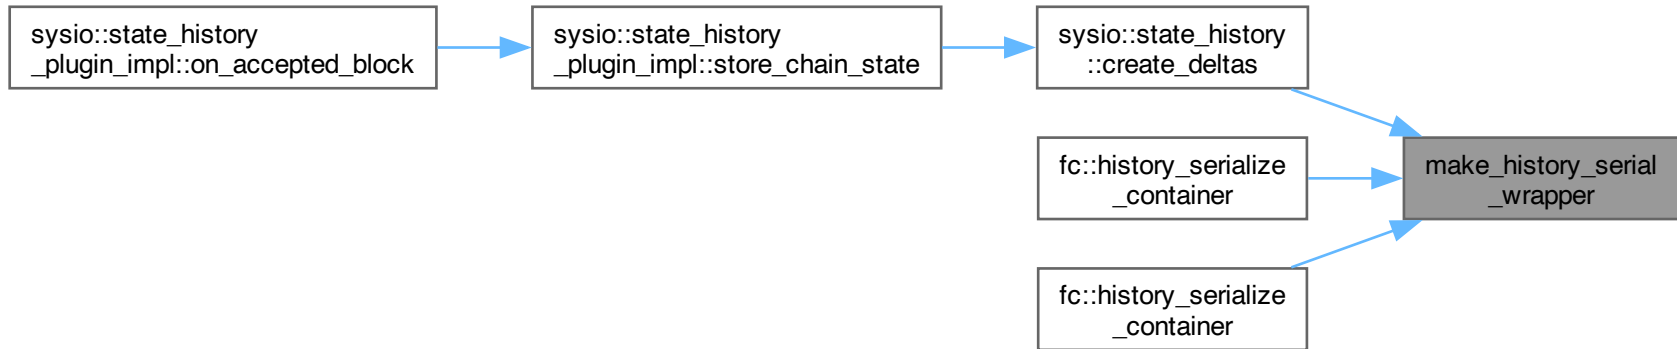 sysio::state_history
_plugin_impl::on_accepted_block
sysio::state_history
_plugin_impl::store_chain_state
sysio::state_history
::create_deltas
fc::history_serialize
_container
make_history_serial
_wrapper
fc::history_serialize
_container